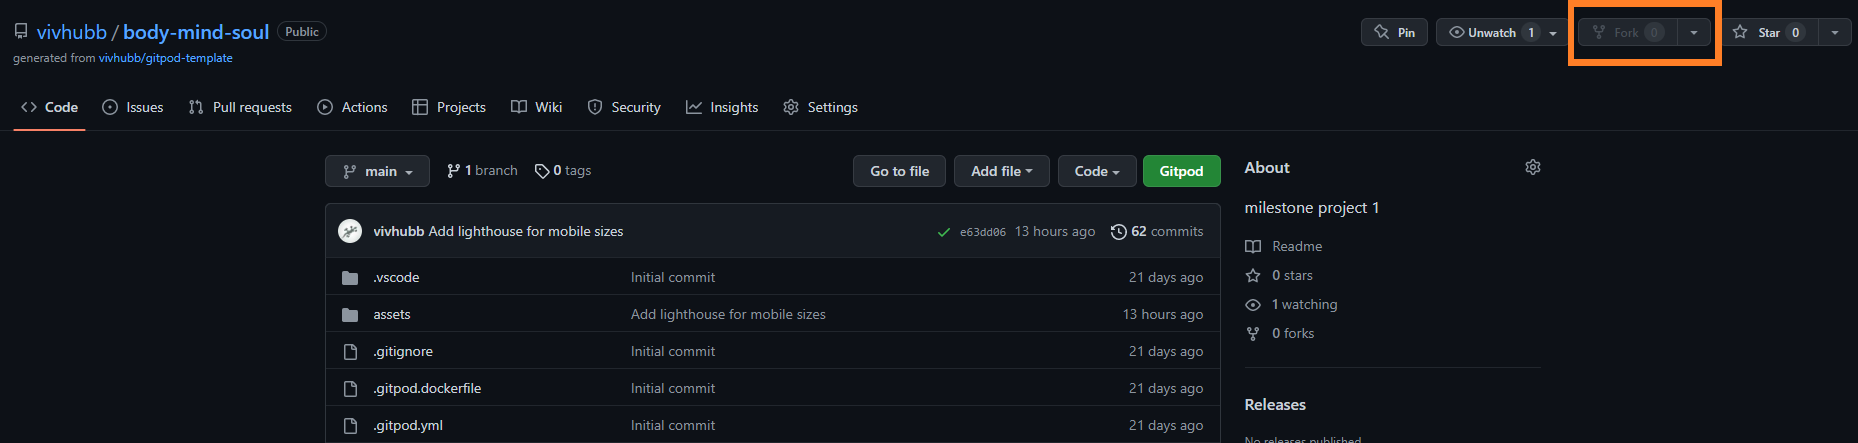 vivhubb / body-mind-soul Public
Pin Unwatch 1 Fork 0 Star 0
generated from vivhubb/gitpod-template
Code Issues Pull requests Actions Projects Wiki Security Insights Settings
main 1 branch 0 tags Go to file Add file Code Gitpod
vivhubb Add lighthouse for mobile sizes e63dd06 13 hours ago 62 commits
.vscode Initial commit 21 days ago
assets Add lighthouse for mobile sizes 13 hours ago
.gitignore Initial commit 21 days ago
.gitpod.dockerfile Initial commit 21 days ago
.gitpod.yml Initial commit 21 days ago
About
milestone project 1
Readme
0 stars
1 watching
0 forks
Releases
No releases published